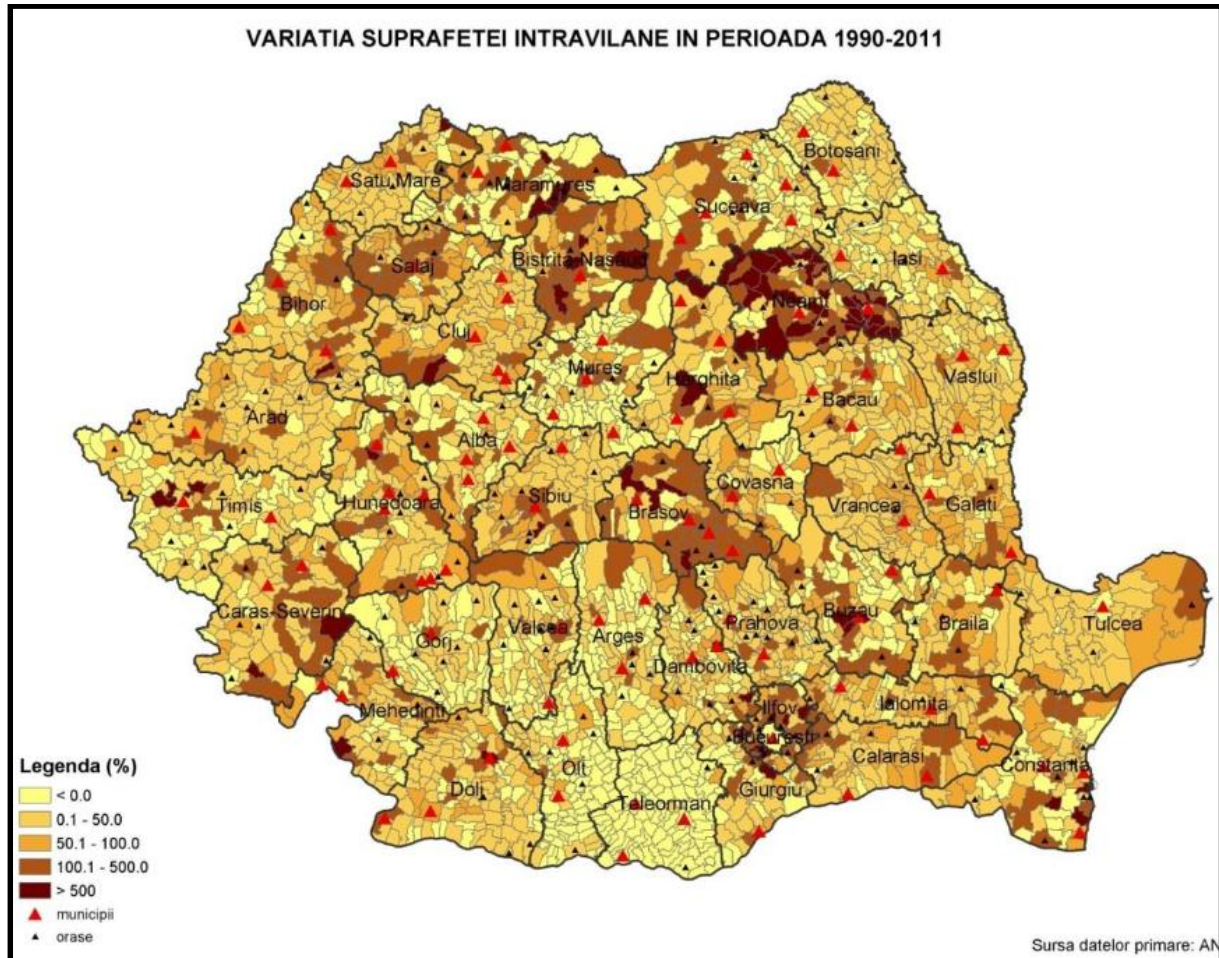 VARIATIA SUPRAFETEI INTRAVILANE IN PERIOADA 1990-2011
Botosani
Satu Mare
Maramures
Suceava
Iasi
Salaj
Bistrita-Nasaud
Neamt
Bihor
Cluj
Mures
Harghita
Bacau
Vaslui
Arad
Alba
Timis
Hunedoara
Sibiu
Brasov
Covasna
Vrancea
Galati
Caras-Severin
Gorj
Valcea
Arges
Prahova
Dambovita
Buzau
Braila
Tulcea
Mehedinti
Ilfov
Bucuresti
Ialomita
Calarasi
Constanta
Dolj
Olt
Teleorman
Giurgiu
Legenda (%)
< 0.0
0.1 - 50.0
50.1 - 100.0
100.1 - 500.0
> 500
municipii
orase
Sursa datelor primare: AN